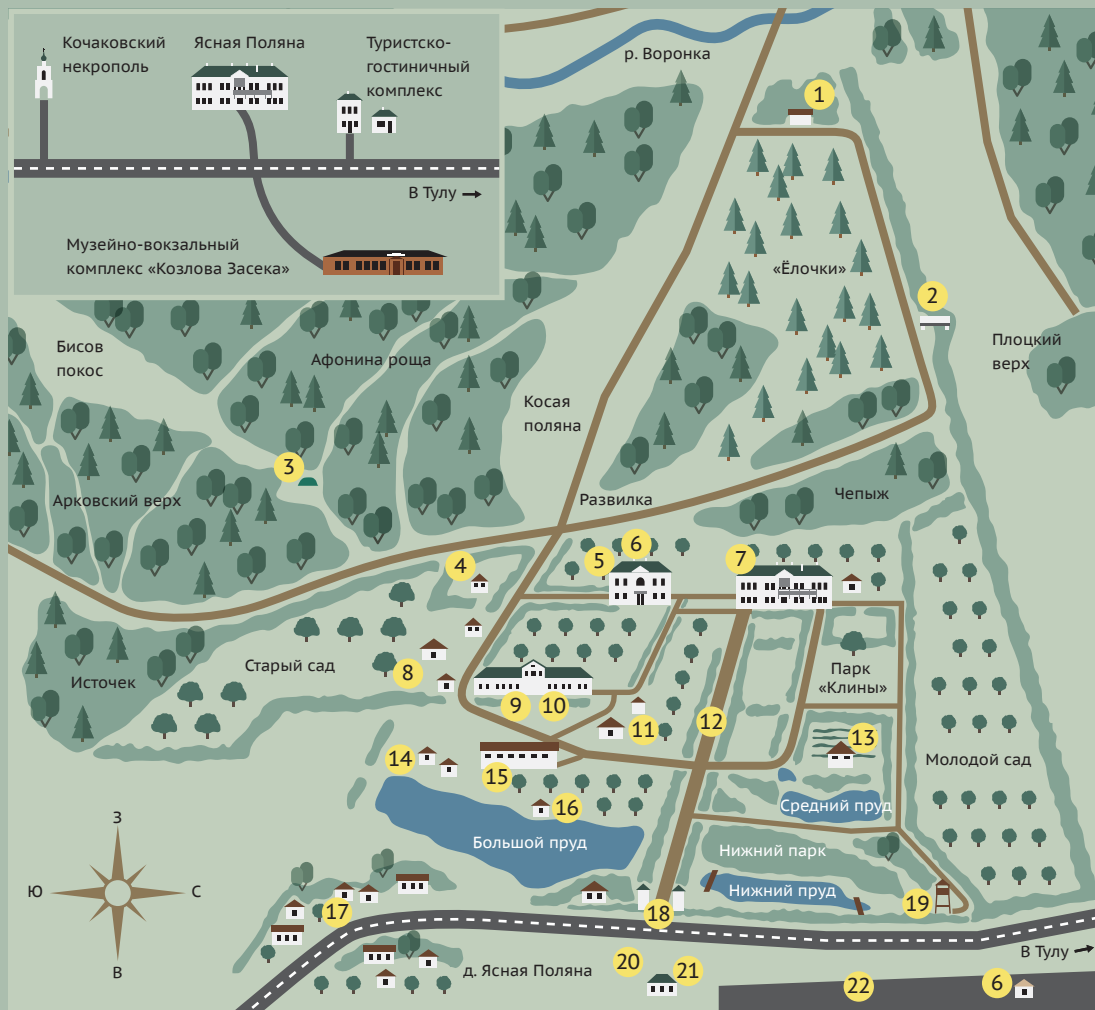 Кочаковский
некрополь
Ясная Поляна
Туристско-
гостиничный
комплекс
В Тулу
Музейно-вокзальный
комплекс «Козлова Засека»
р. Воронка
1
«Ёлочки»
2
Плоцкий
верх
Бисов
покос
Афонина роща
Косая
поляна
3
Арковский верх
Развилка
Чепыж
4
5
6
7
Старый сад
Источек
8
9
10
11
12
Парк
«Клины»
13
Молодой сад
14
15
16
Средний пруд
Большой пруд
Нижний парк
Нижний пруд
З
Ю
С
В
17
18
19
В Тулу
д. Ясная Поляна
20
21
22
6